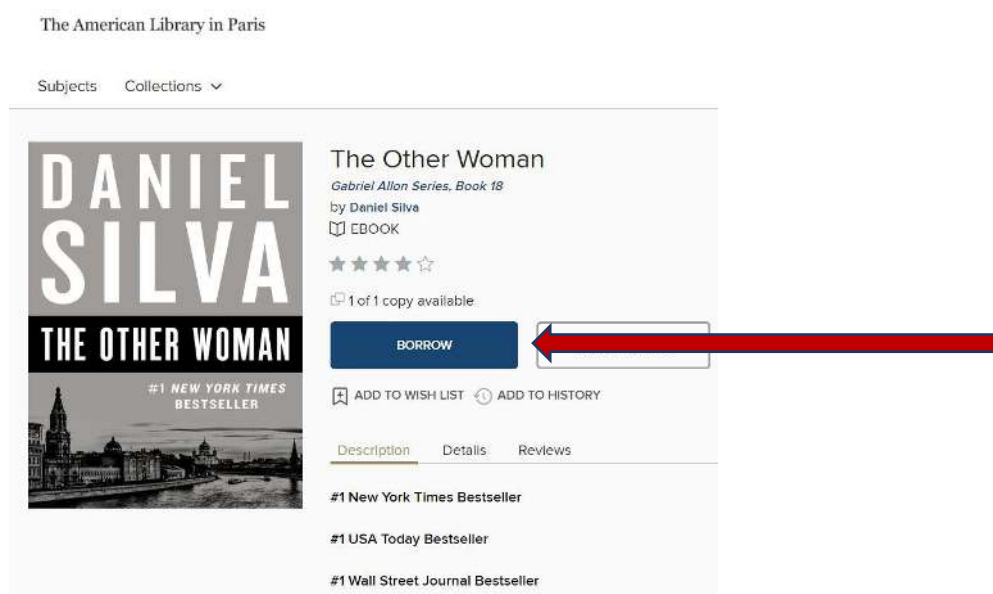 The American Library in Paris
Subjects Collections
DANIEL
SILVA
THE OTHER WOMAN
#1 NEW YORK TIMES
BESTSELLER
The Other Woman
Gabriel Allon Series, Book 18
by Daniel Silva
EBOOK
1 of 1 copy available
BORROW
ADD TO WISH LIST ADD TO HISTORY
Description Details Reviews
#1 New York Times Bestseller
#1 USA Today Bestseller
#1 Wall Street Journal Bestseller